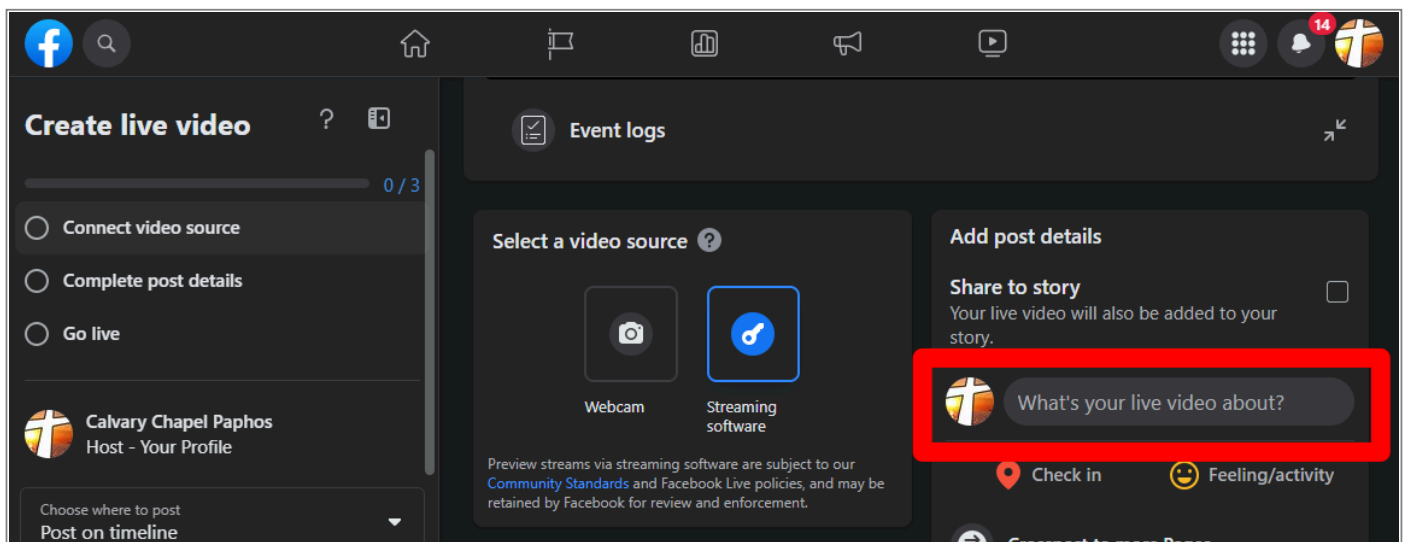 14
Create live video
?
0 / 3
Connect video source
Complete post details
Go live
Calvary Chapel Paphos
Host - Your Profile
Choose where to post
Post on timeline
Event logs
Select a video source ?
Webcam
Streaming
software
Preview streams via streaming software are subject to our
Community Standards and Facebook Live policies, and may be
retained by Facebook for review and enforcement.
Add post details
Share to story
Your live video will also be added to your
story.
What's your live video about?
Check in
Feeling/activity
Crosspost to more Pages